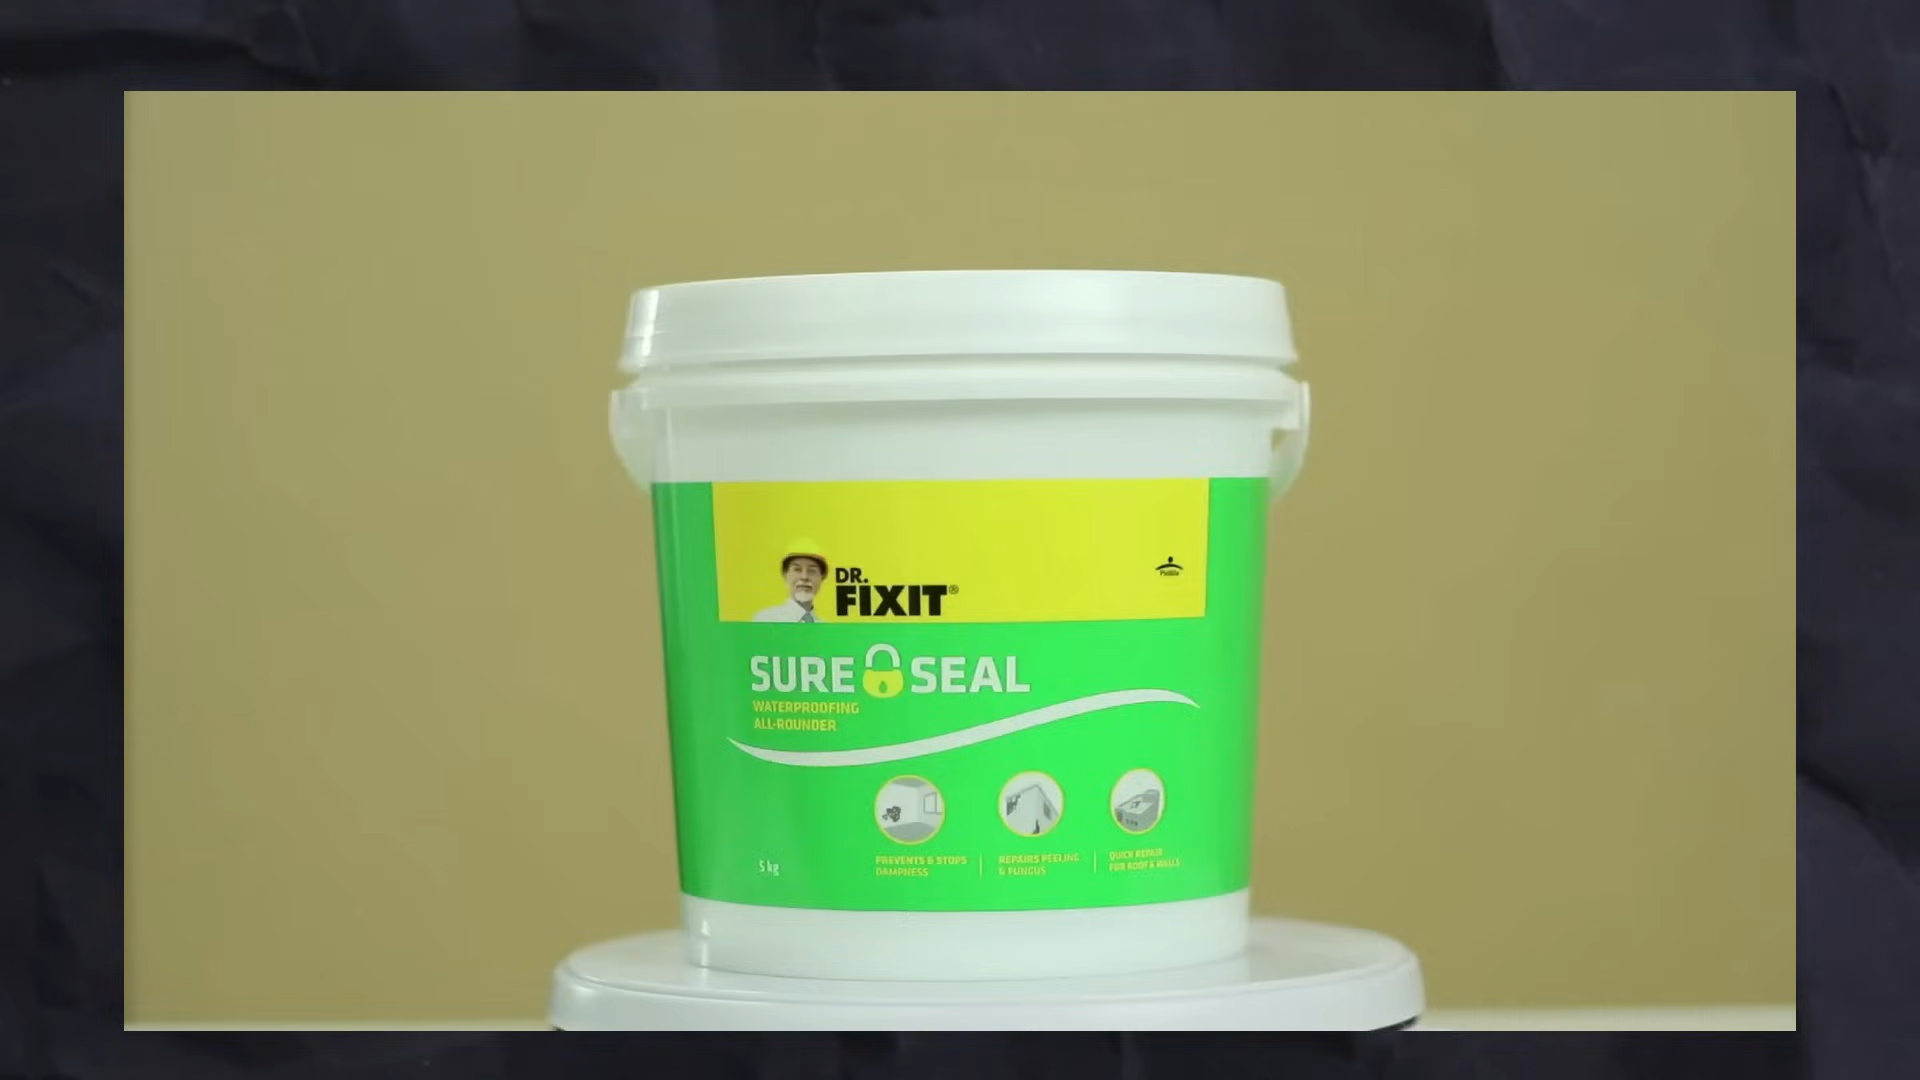 DR.
FIXIT®
Pidilite
SURE SEAL
WATERPROOFING
ALL-ROUNDER
PREVENTS & STOPS
DAMPNESS
REPAIRS PEELING
& FUNGUS
QUICK REPAIR
FOR ROOF & WALLS
5 kg